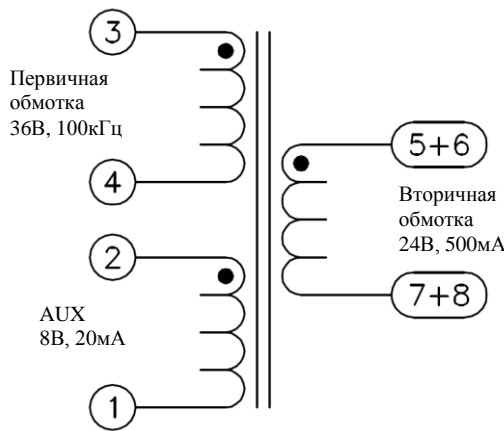 3
Первичная
обмотка
36В, 100кГц
4
5+6
Вторичная
обмотка
24В, 500мА
7+8
2
AUX
8В, 20мА
1